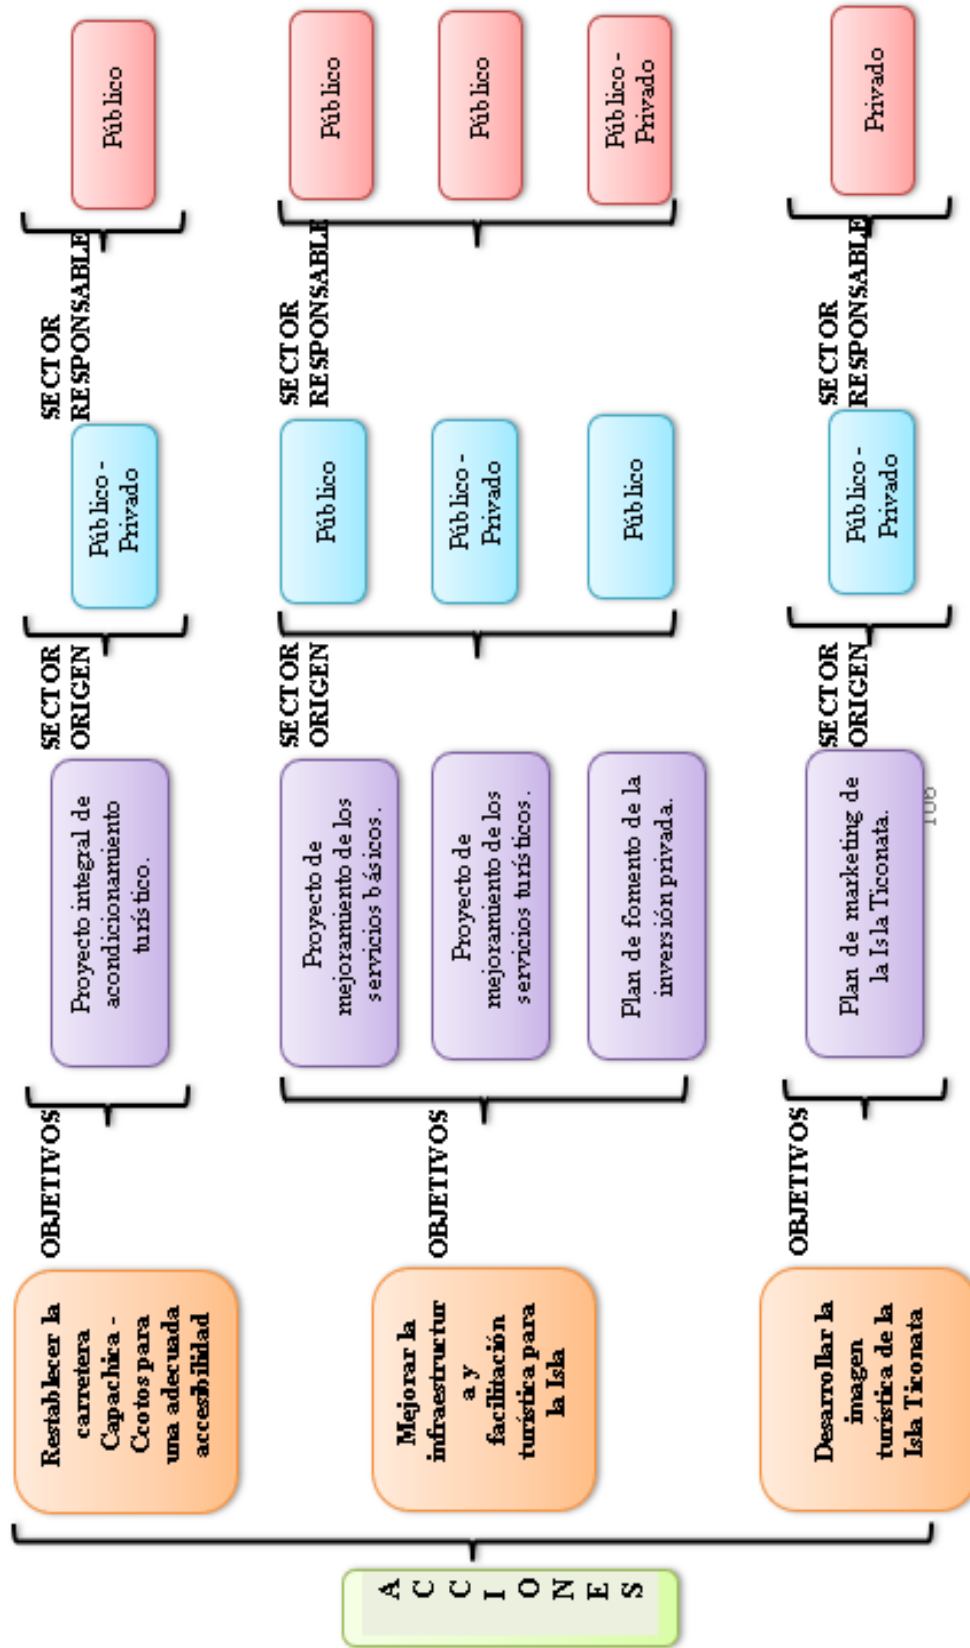 A
C
C
I
O
N
E
S
Restablecer la
carretera
Capachica -
Ccotos para
una adecuada
accesibilidad
OBJETIVOS
Proyecto integral de
acondicionamiento
turístico.
SECTOR
ORIGEN
Público -
Privado
SECTOR
RESPONSABLE
Público
Mejorar la
infraestructur
a y
facilitación
turística para
la Isla
OBJETIVOS
Proyecto de
mejoramiento de los
servicios básicos.
Proyecto de
mejoramiento de los
servicios turísticos.
Plan de fomento de la
inversión privada.
SECTOR
ORIGEN
Público
Público -
Privado
Público
SECTOR
RESPONSABLE
Público
Público
Público -
Privado
Desarrollar la
imagen
turística de la
Isla Ticonata
OBJETIVOS
Plan de marketing de
la Isla Ticonata.
SECTOR
ORIGEN
Público -
Privado
SECTOR
RESPONSABLE
Privado